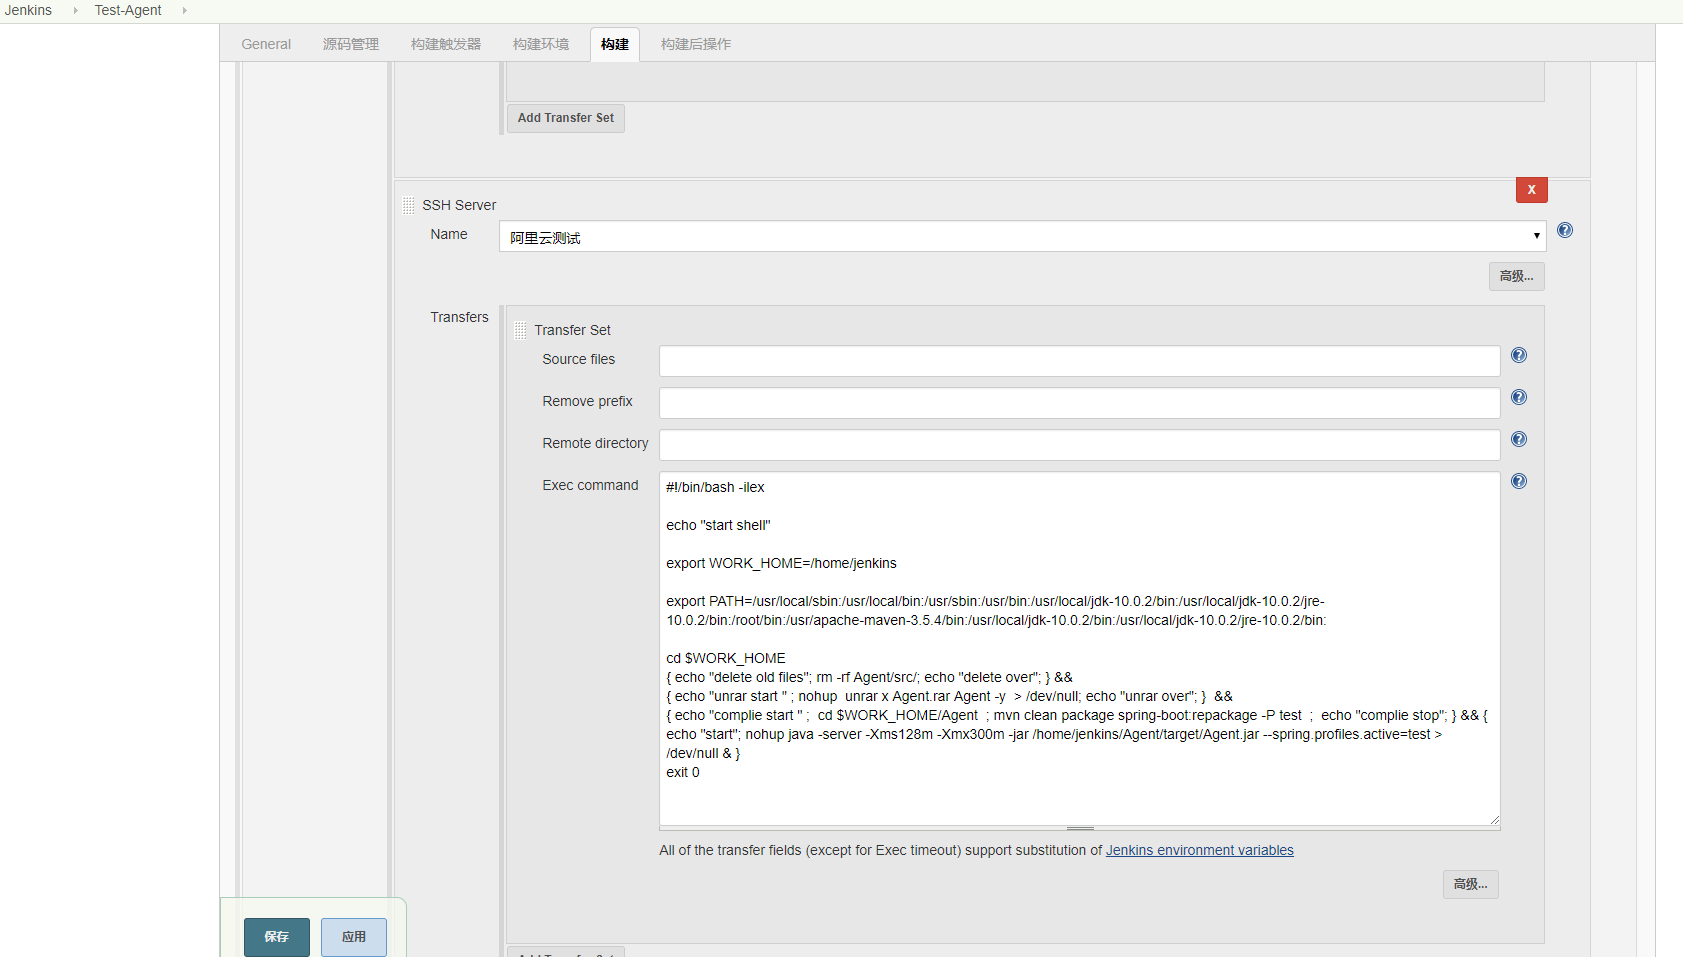 Jenkins Test-Agent
General 源码管理 构建触发器 构建环境 构建 构建后操作
Add Transfer Set
X
SSH Server
Name 阿里云测试
高级...
Transfers
Transfer Set
Source files
Remove prefix
Remote directory
Exec command
#!/bin/bash -ilex
echo "start shell"
export WORK_HOME=/home/jenkins
export PATH=/usr/local/sbin:/usr/local/bin:/usr/sbin:/usr/bin:/usr/local/jdk-10.0.2/bin:/usr/local/jdk-10.0.2/jre-
10.0.2/bin:/root/bin:/usr/apache-maven-3.5.4/bin:/usr/local/jdk-10.0.2/bin:/usr/local/jdk-10.0.2/jre-10.0.2/bin:
cd $WORK_HOME
{ echo "delete old files"; rm -rf Agent/src/; echo "delete over"; } &&
{ echo "unrar start " ; nohup  unrar x Agent.rar Agent -y  > /dev/null; echo "unrar over"; }  &&
{ echo "complie start " ;  cd $WORK_HOME/Agent  ; mvn clean package spring-boot:repackage -P test  ;  echo "complie stop"; } && {
echo "start"; nohup java -server -Xms128m -Xmx300m -jar /home/jenkins/Agent/target/Agent.jar --spring.profiles.active=test >
/dev/null & }
exit 0
All of the transfer fields (except for Exec timeout) support substitution of Jenkins environment variables
高级...
保存 应用
Add Transfer Set